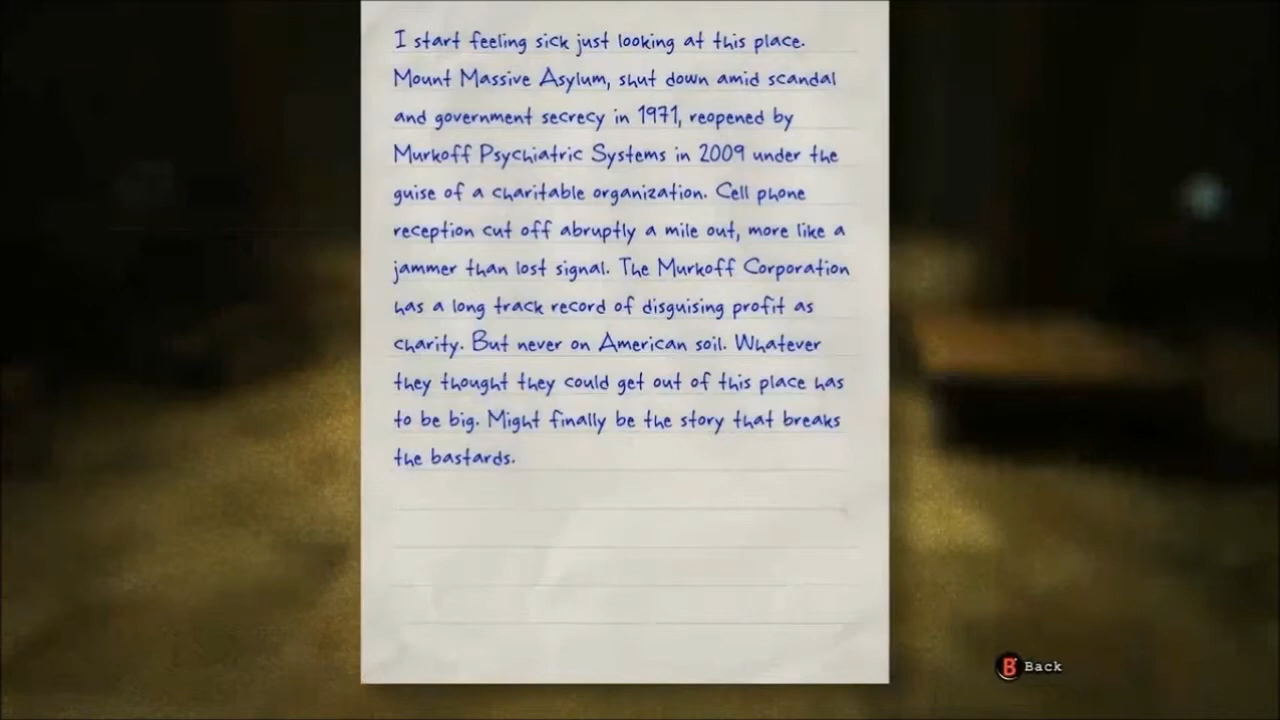 I start feeling sick just looking at this place.
Mount Massive Asylum, shut down amid scandal
and government secrecy in 1971, reopened by
Murkoff Psychiatric Systems in 2009 under the
guise of a charitable organization. Cell phone
reception cut off abruptly a mile out, more like a
jammer than lost signal. The Murkoff Corporation
has a long track record of disguising profit as
charity. But never on American soil. Whatever
they thought they could get out of this place has
to be big. Might finally be the story that breaks
the bastards.
B Back